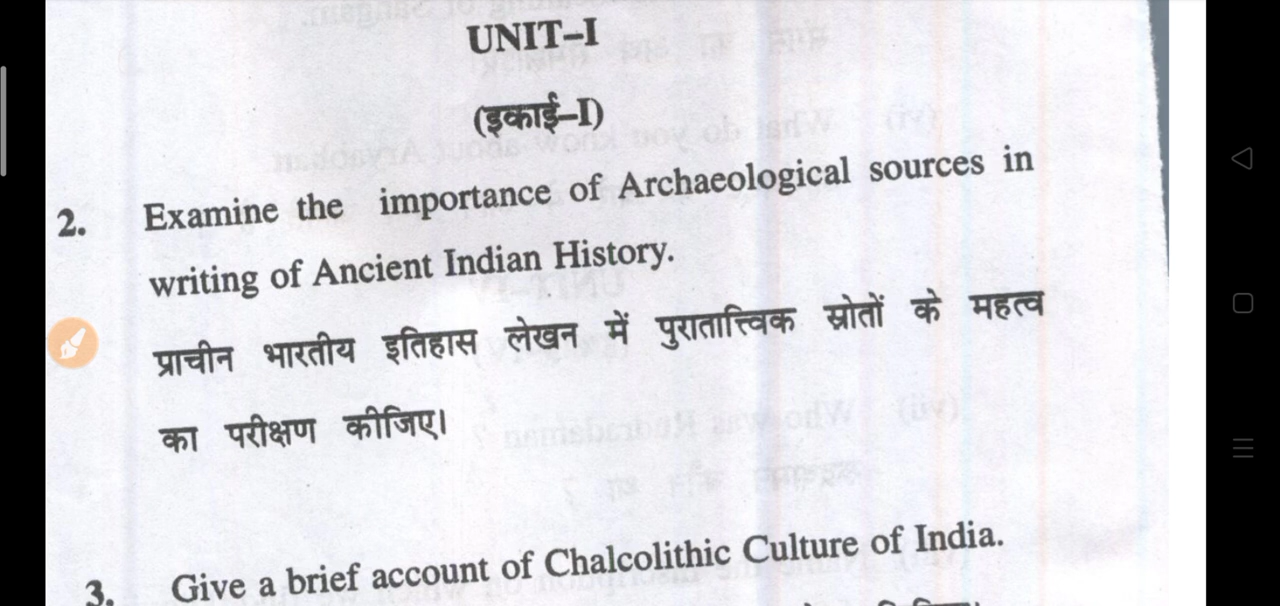 UNIT–I
(इकाई–I)
2. Examine the importance of Archaeological sources in
writing of Ancient Indian History.
प्राचीन भारतीय इतिहास लेखन में पुरातात्त्विक स्रोतों के महत्व
का परीक्षण कीजिए।
3. Give a brief account of Chalcolithic Culture of India.